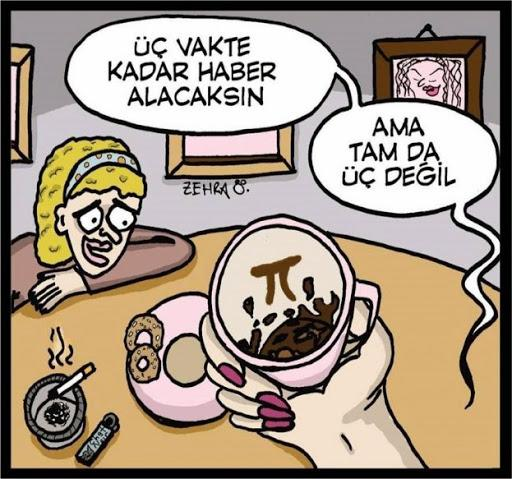 ÜÇ VAKTE
KADAR HABER
ALACAKSIN
AMA
TAM DA
ÜÇ DEĞİL
ZEHRA Ö.
π